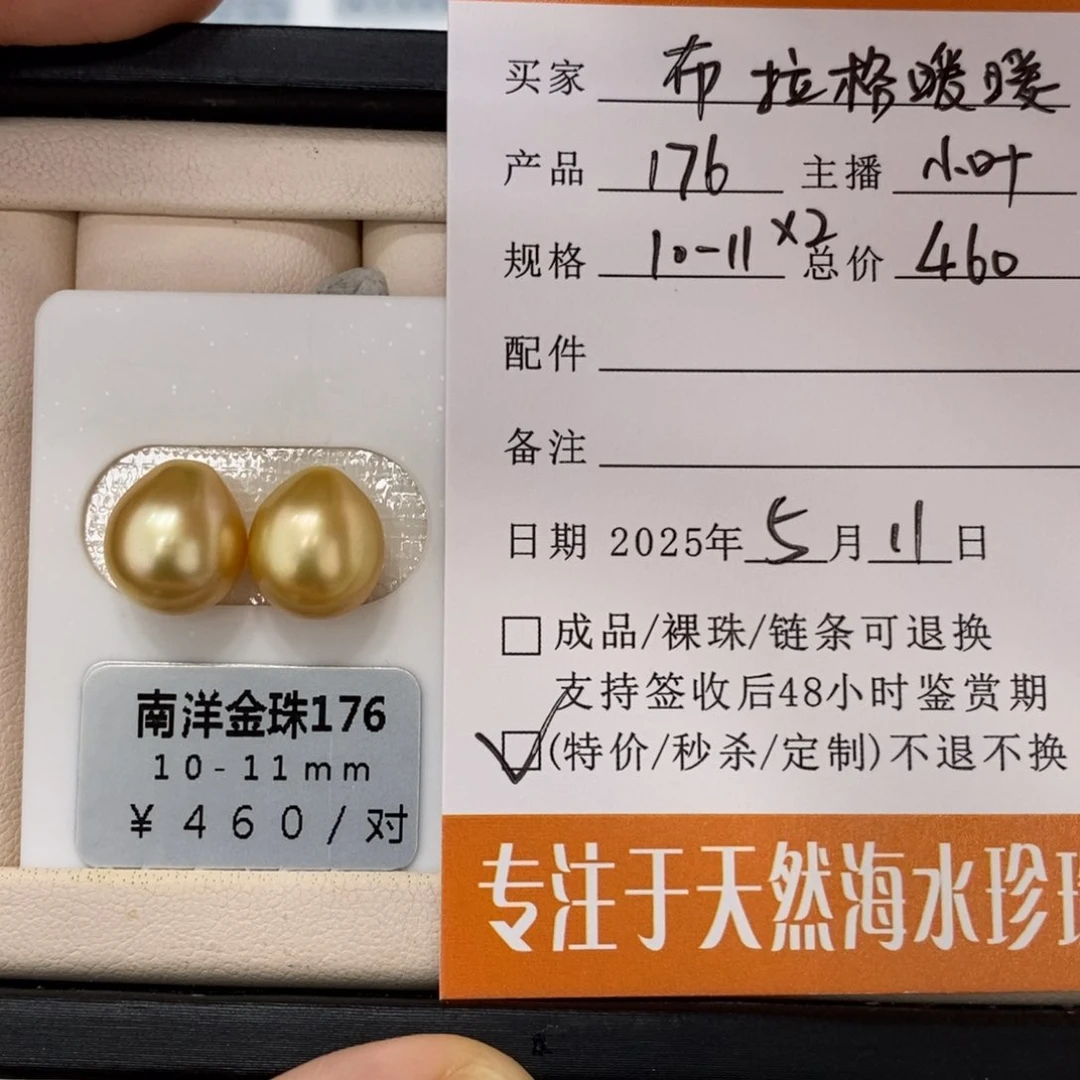 买家 布拉格暖暖
产品 176 主播 小叶
规格 10-11 ×2 总价 460
配件
备注
日期 2025年5月11日
成品/裸珠/链条可退换
支持签收后48小时鉴赏期
(特价/秒杀/定制)不退不换
专注于天然海水珍
南洋金珠176
10-11mm
¥460/对